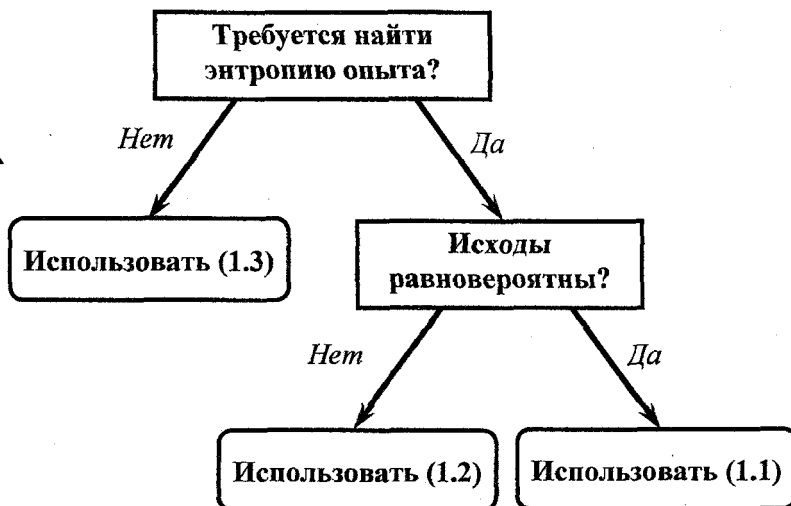 Требуется найти
энтропию опыта?
Нет
Да
Использовать (1.3)
Исходы
равновероятны?
Нет
Да
Использовать (1.2)
Использовать (1.1)